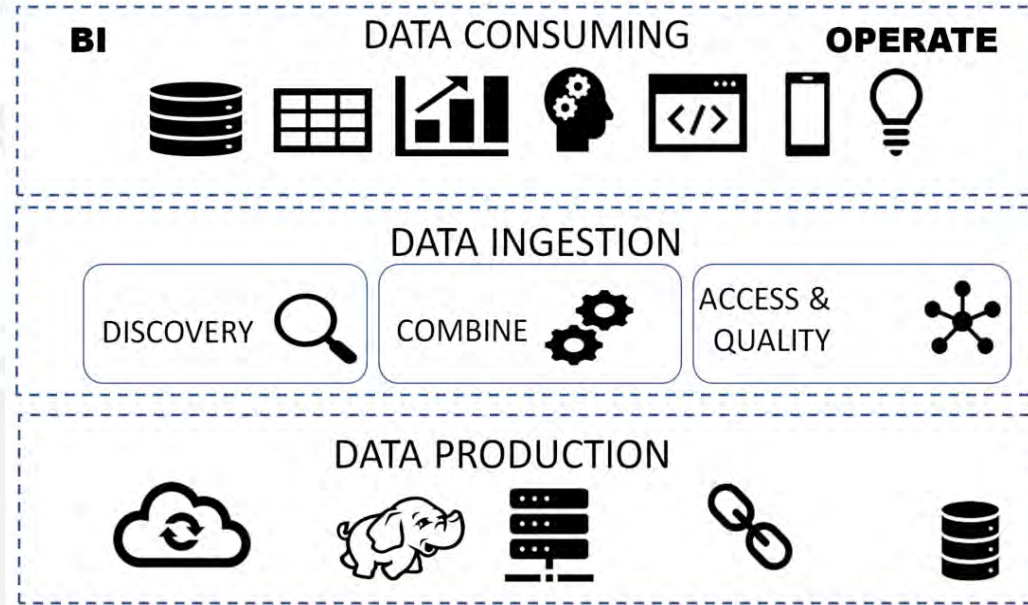 BI DATA CONSUMING OPERATE
</>
DATA INGESTION
DISCOVERY
COMBINE
ACCESS &
QUALITY
DATA PRODUCTION